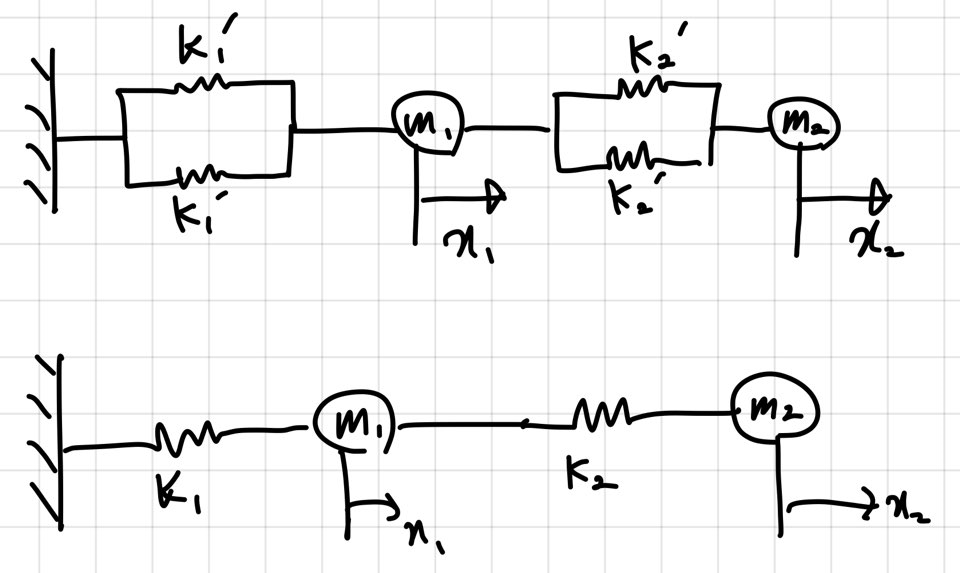 K₁′ K₂′
m₁ m₂
K₁′ K₂′
x₁ x₂
m₁ m₂
K₁ K₂
x₁ x₂